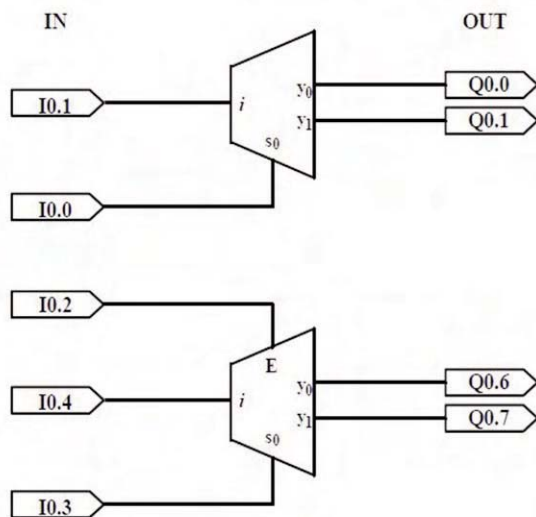 IN OUT
I0.1 i y0 Q0.0
y1 Q0.1
s0
I0.0
I0.2
E
I0.4 i y0 Q0.6
y1 Q0.7
s0
I0.3